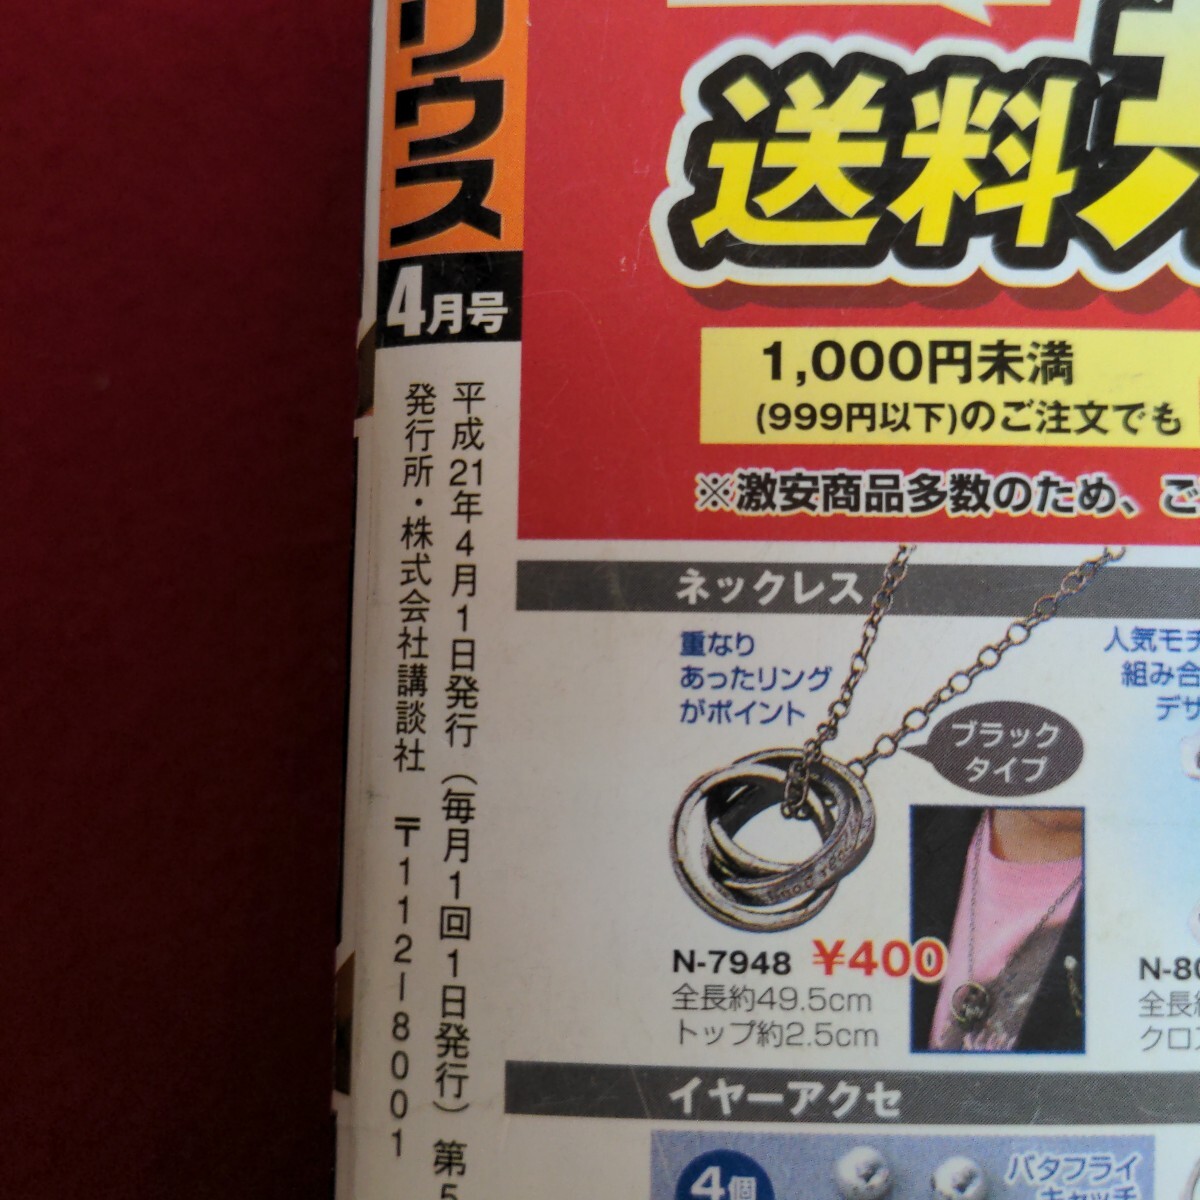 リウス
4月号
平成21年4月1日発行(毎月1回1日発行) 第5
発行所・株式会社講談社 〒112-8001
送料
1,000円未満
(999円以下)のご注文でも
※激安商品多数のため、ご
ネックレス
重なり
あったリング
がポイント
ブラック
タイプ
N-7948 ¥400
全長約49.5cm
トップ約2.5cm
人気モチ
組み合
デザ
N-80
全長約
クロス
イヤーアクセ
4個
バタフライ
キャッチ